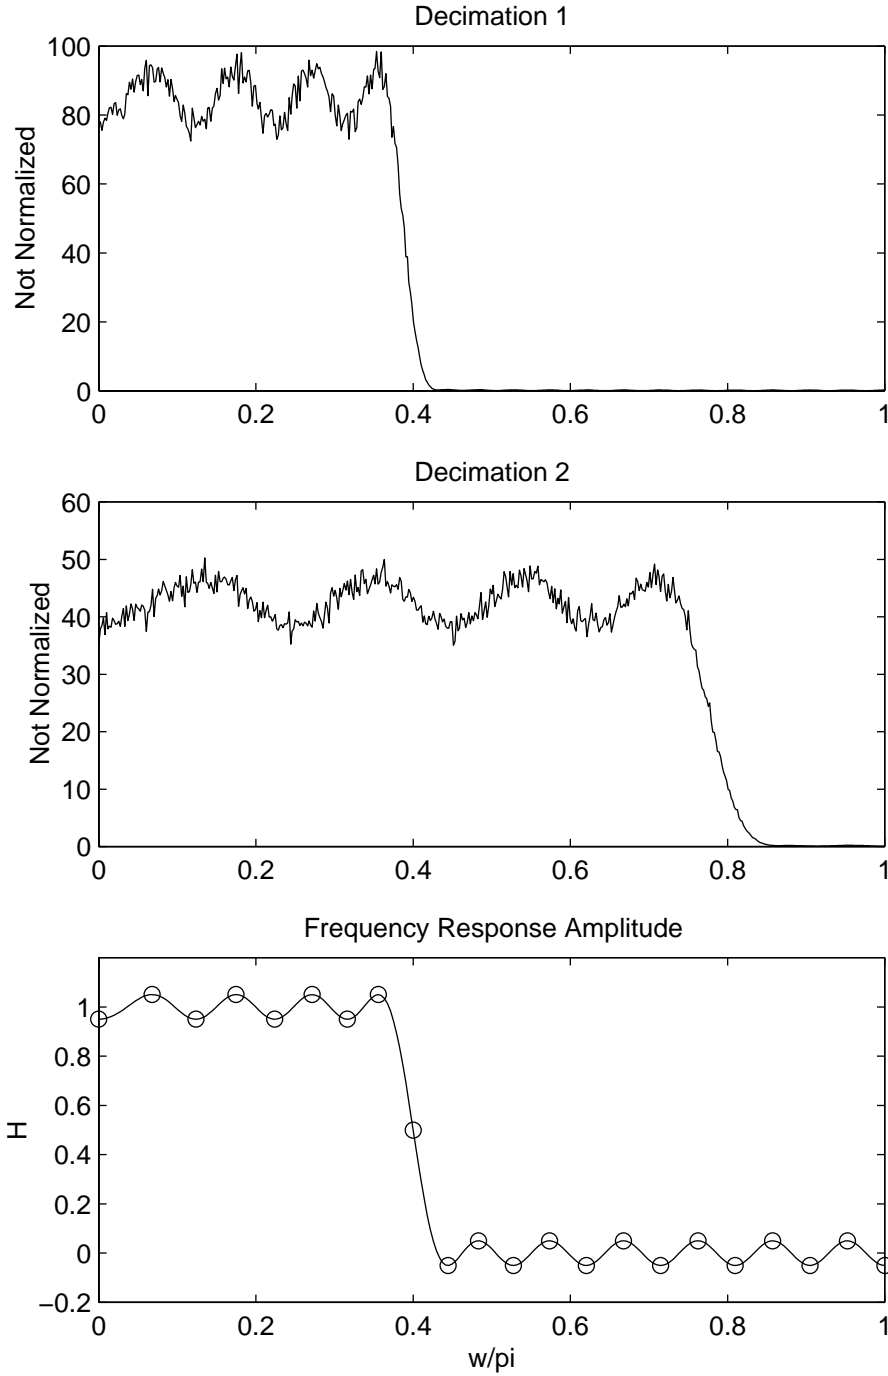 Decimation 1
Not Normalized
100
80
60
40
20
0
0 0.2 0.4 0.6 0.8 1
Decimation 2
Not Normalized
60
50
40
30
20
10
0
0 0.2 0.4 0.6 0.8 1
Frequency Response Amplitude
H
1
0.8
0.6
0.4
0.2
0
−0.2
0 0.2 0.4 0.6 0.8 1
w/pi